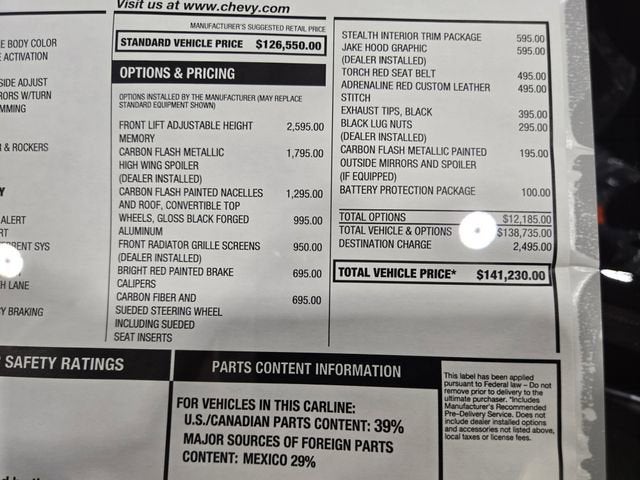 Visit us at www.chevy.com
MANUFACTURER'S SUGGESTED RETAIL PRICE
STANDARD VEHICLE PRICE $126,550.00
OPTIONS & PRICING
OPTIONS INSTALLED BY THE MANUFACTURER (MAY REPLACE
STANDARD EQUIPMENT SHOWN)
FRONT LIFT ADJUSTABLE HEIGHT 2,595.00
MEMORY
CARBON FLASH METALLIC 1,795.00
HIGH WING SPOILER
(DEALER INSTALLED)
CARBON FLASH PAINTED NACELLES 1,295.00
AND ROOF, CONVERTIBLE TOP
WHEELS, GLOSS BLACK FORGED 995.00
ALUMINUM
FRONT RADIATOR GRILLE SCREENS 950.00
(DEALER INSTALLED)
BRIGHT RED PAINTED BRAKE 695.00
CALIPERS
CARBON FIBER AND 695.00
SUEDED STEERING WHEEL
INCLUDING SUEDED
SEAT INSERTS
STEALTH INTERIOR TRIM PACKAGE 595.00
JAKE HOOD GRAPHIC 595.00
(DEALER INSTALLED)
TORCH RED SEAT BELT 495.00
ADRENALINE RED CUSTOM LEATHER 495.00
STITCH
EXHAUST TIPS, BLACK 395.00
BLACK LUG NUTS 295.00
(DEALER INSTALLED)
CARBON FLASH METALLIC PAINTED 195.00
OUTSIDE MIRRORS AND SPOILER
(IF EQUIPPED)
BATTERY PROTECTION PACKAGE 100.00
TOTAL OPTIONS $12,185.00
TOTAL VEHICLE & OPTIONS $138,735.00
DESTINATION CHARGE 2,495.00
TOTAL VEHICLE PRICE* $141,230.00
E BODY COLOR
ACTIVATION
SIDE ADJUST
RORS W/TURN
MMING
& ROCKERS
Y
ALERT
RT
RRENT SYS
H LANE
Y BRAKING
SAFETY RATINGS
PARTS CONTENT INFORMATION
FOR VEHICLES IN THIS CARLINE:
U.S./CANADIAN PARTS CONTENT: 39%
MAJOR SOURCES OF FOREIGN PARTS
CONTENT: MEXICO 29%
This label has been applied
pursuant to Federal law – Do not
remove prior to delivery to the
ultimate purchaser. *Includes
Manufacturer's Recommended
Pre-Delivery Service. Does not
include dealer installed options
and accessories not listed above,
local taxes or license fees.